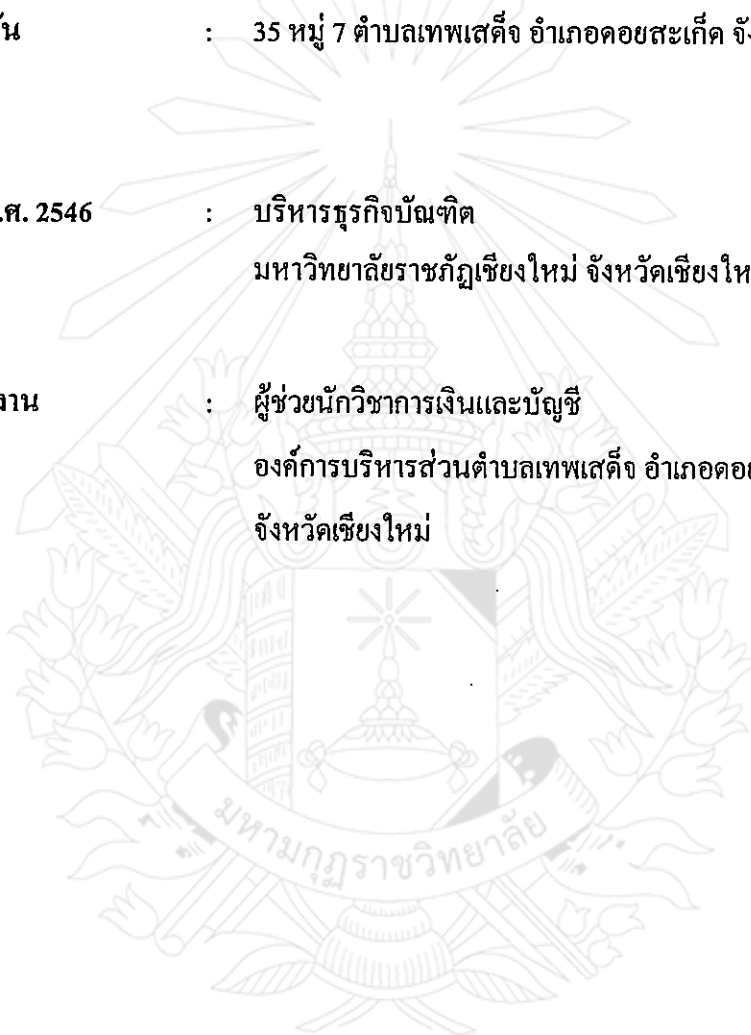 ัน : 35 หมู่ 7 ตำบลเทพเสด็จ อำเภอดอยสะเก็ด จัง
.ศ. 2546 : บริหารธุรกิจบัณฑิต
มหาวิทยาลัยราชภัฏเชียงใหม่ จังหวัดเชียงให
งาน : ผู้ช่วยนักวิชาการเงินและบัญชี
องค์การบริหารส่วนตำบลเทพเสด็จ อำเภอดอย
จังหวัดเชียงใหม่
มหามกุฏราชวิทยาลัย